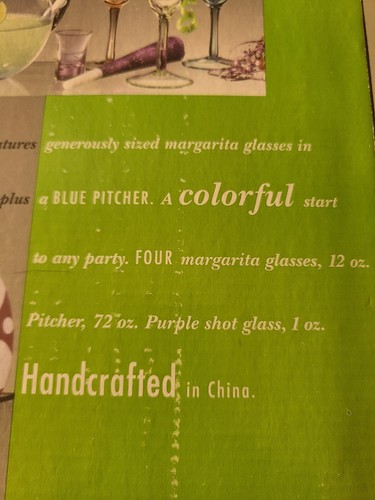 generously sized margarita glasses in
plus a BLUE PITCHER. A colorful start
to any party. FOUR margarita glasses, 12 oz.
Pitcher, 72 oz. Purple shot glass, 1 oz.
Handcrafted in China.